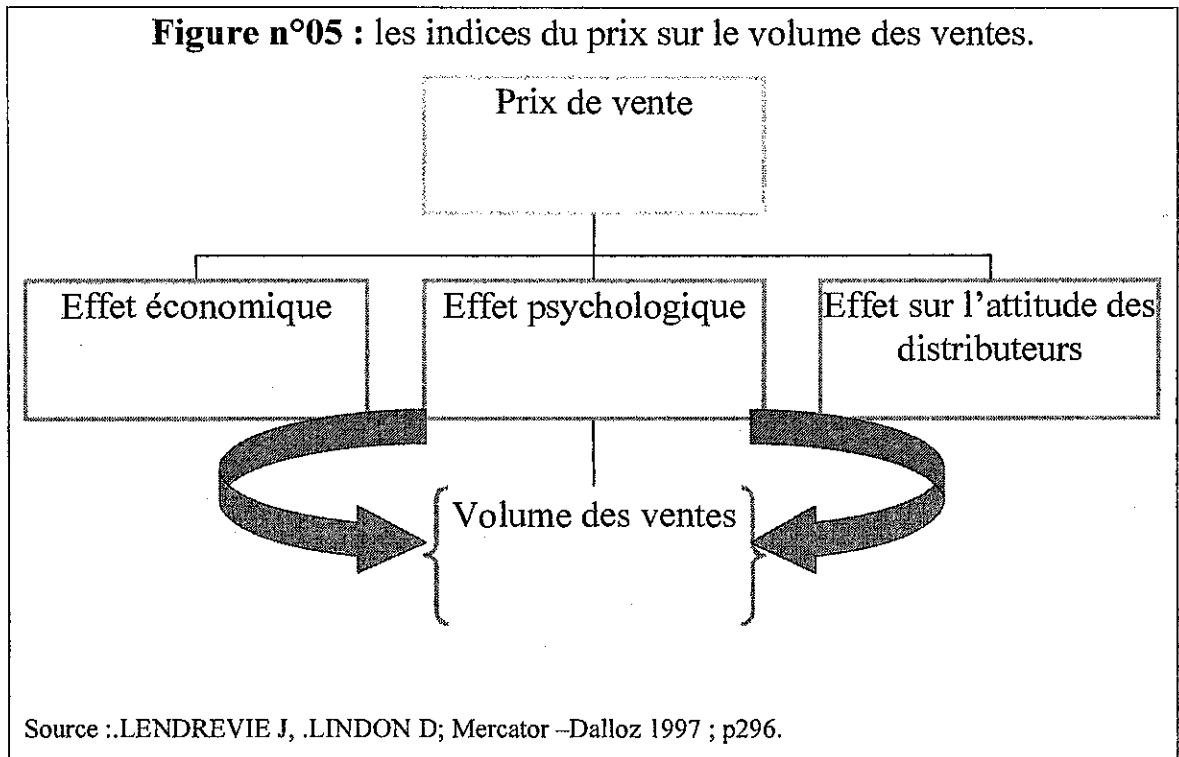 Figure n°05 : les indices du prix sur le volume des ventes.
Prix de vente
Effet économique
Effet psychologique
Effet sur l'attitude des
distributeurs
Volume des ventes
Source :.LENDREVIE J, .LINDON D; Mercator –Dalloz 1997 ; p296.